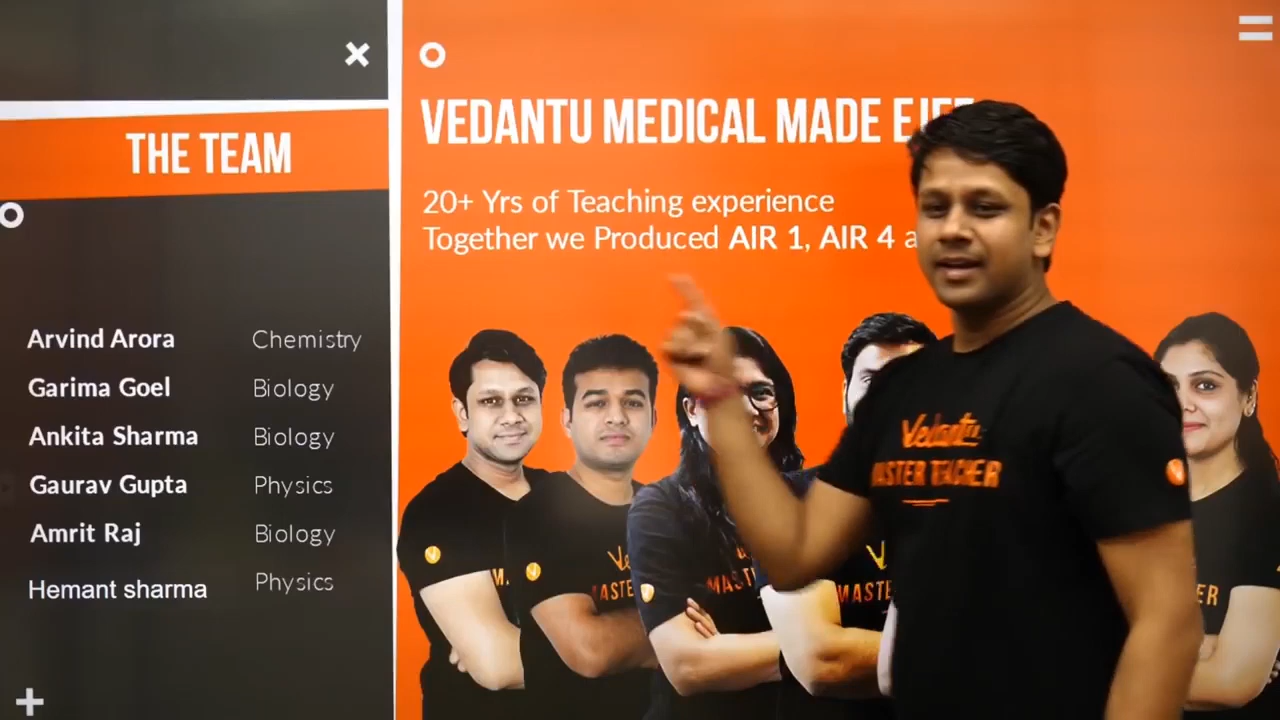 THE TEAM
Arvind Arora Chemistry
Garima Goel Biology
Ankita Sharma Biology
Gaurav Gupta Physics
Amrit Raj Biology
Hemant sharma Physics
VEDANTU MEDICAL MADE EJEE
20+ Yrs of Teaching experience
Together we Produced AIR 1, AIR 4 a
Vedantu
MASTER TEACHER